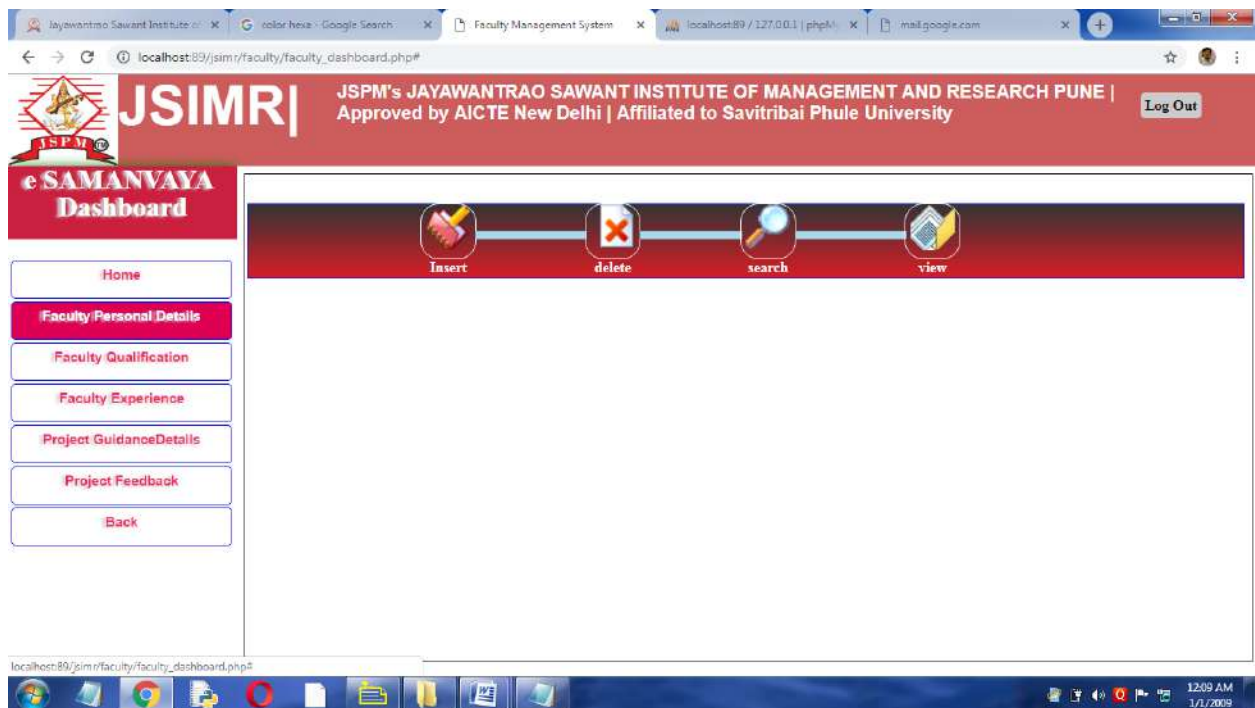 Jayawantrao Sawant Institute o
color hexa - Google Search
Faculty Management System
localhost:89 / 127.0.0.1 | phpM
mail.google.com
localhost:89/jsimr/faculty/faculty_dashboard.php#
JSPM
JSIMR|
JSPM's JAYAWANTRAO SAWANT INSTITUTE OF MANAGEMENT AND RESEARCH PUNE |
Approved by AICTE New Delhi | Affiliated to Savitribai Phule University
Log Out
e SAMANVAYA
Dashboard
Insert
delete
search
view
Home
Faculty Personal Details
Faculty Qualification
Faculty Experience
Project GuidanceDetails
Project Feedback
Back
localhost:89/jsimr/faculty/faculty_dashboard.php#
12:09 AM
1/1/2009